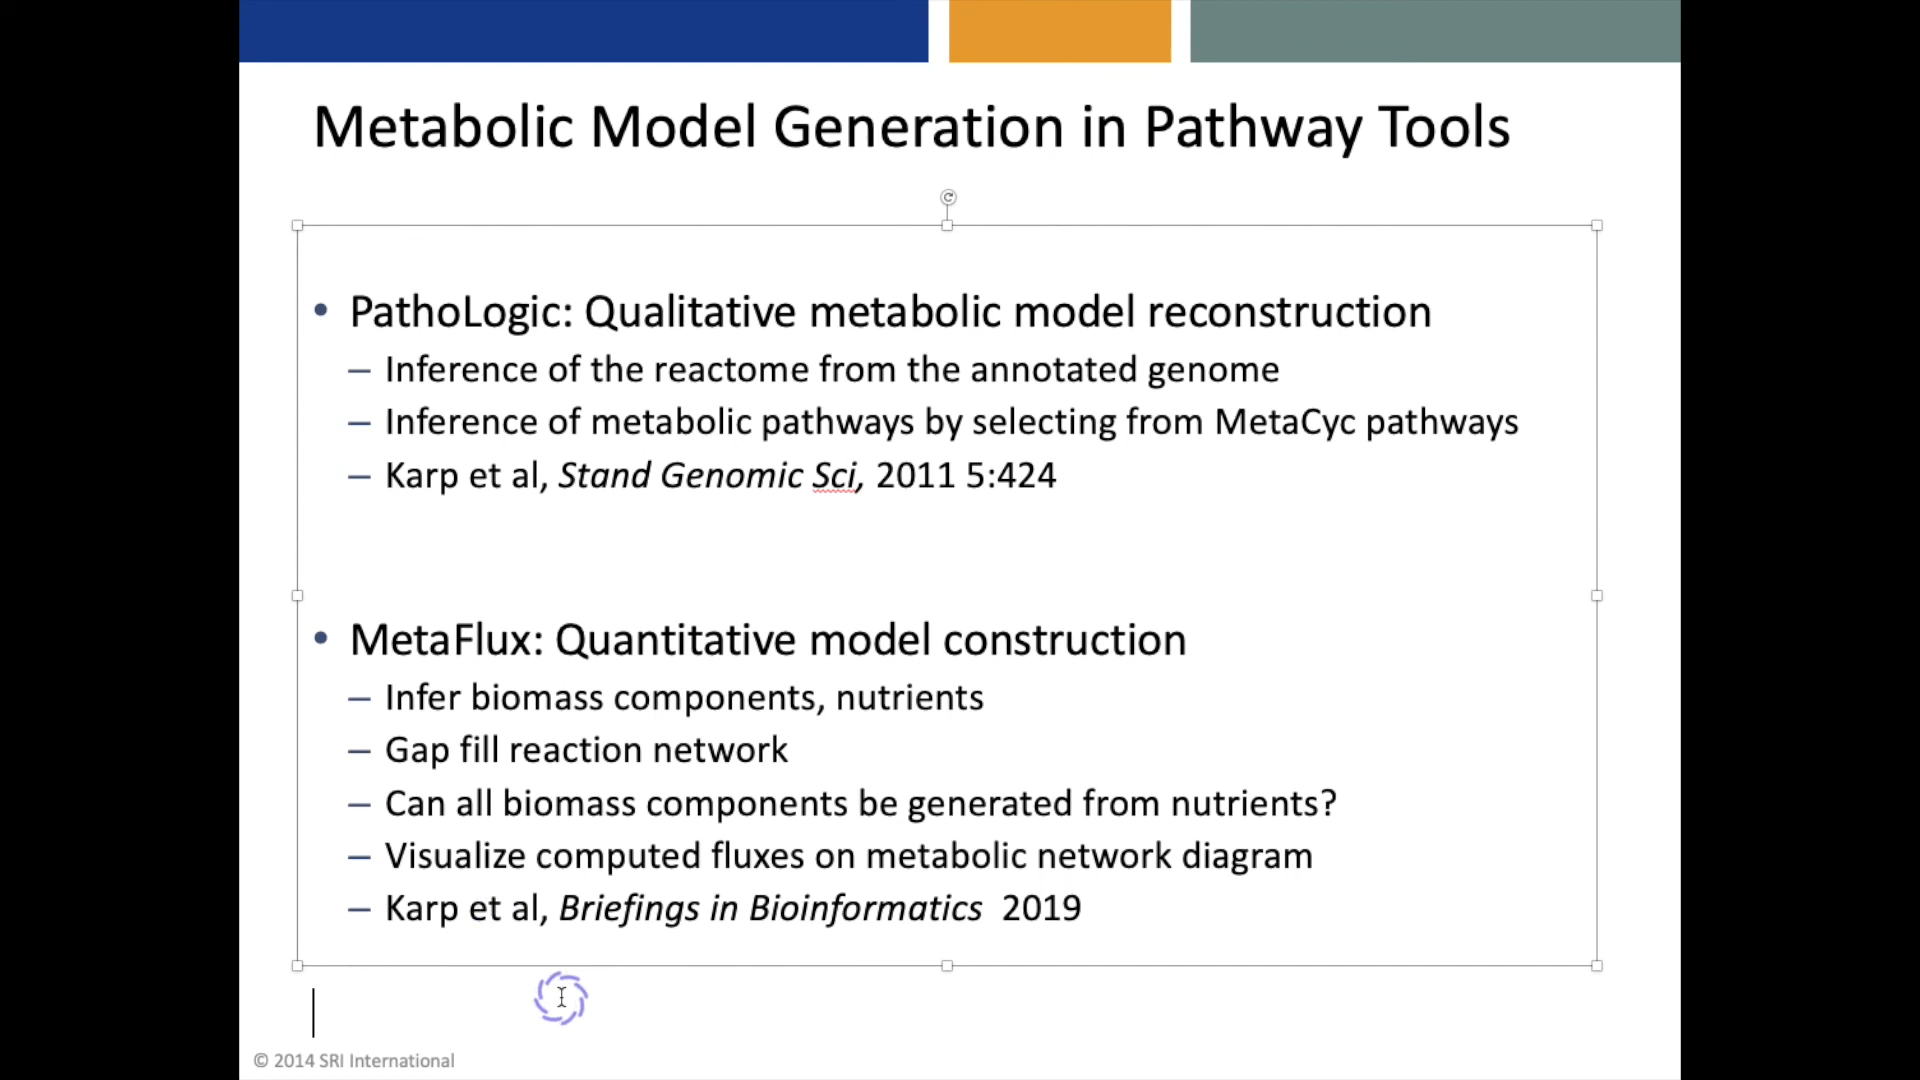 Metabolic Model Generation in Pathway Tools
• PathoLogic: Qualitative metabolic model reconstruction
– Inference of the reactome from the annotated genome
– Inference of metabolic pathways by selecting from MetaCyc pathways
– Karp et al, Stand Genomic Sci, 2011 5:424
• MetaFlux: Quantitative model construction
– Infer biomass components, nutrients
– Gap fill reaction network
– Can all biomass components be generated from nutrients?
– Visualize computed fluxes on metabolic network diagram
– Karp et al, Briefings in Bioinformatics 2019
© 2014 SRI International